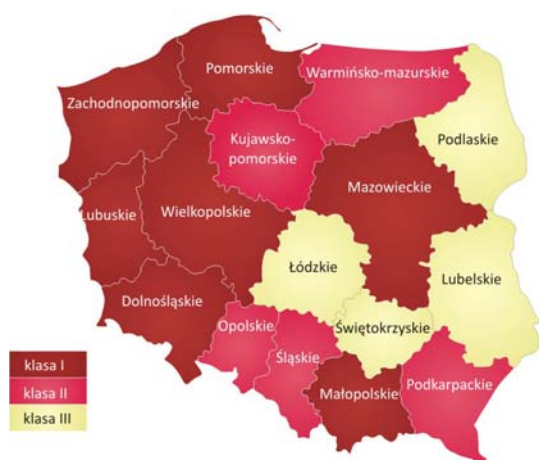 Pomorskie
Warmińsko-mazurskie
Zachodnopomorskie
Kujawsko-
pomorskie
Podlaskie
Mazowieckie
Lubuskie
Wielkopolskie
Łódzkie
Lubelskie
Dolnośląskie
Opolskie
Świętokrzyskie
Śląskie
Małopolskie
Podkarpackie
klasa I
klasa II
klasa III